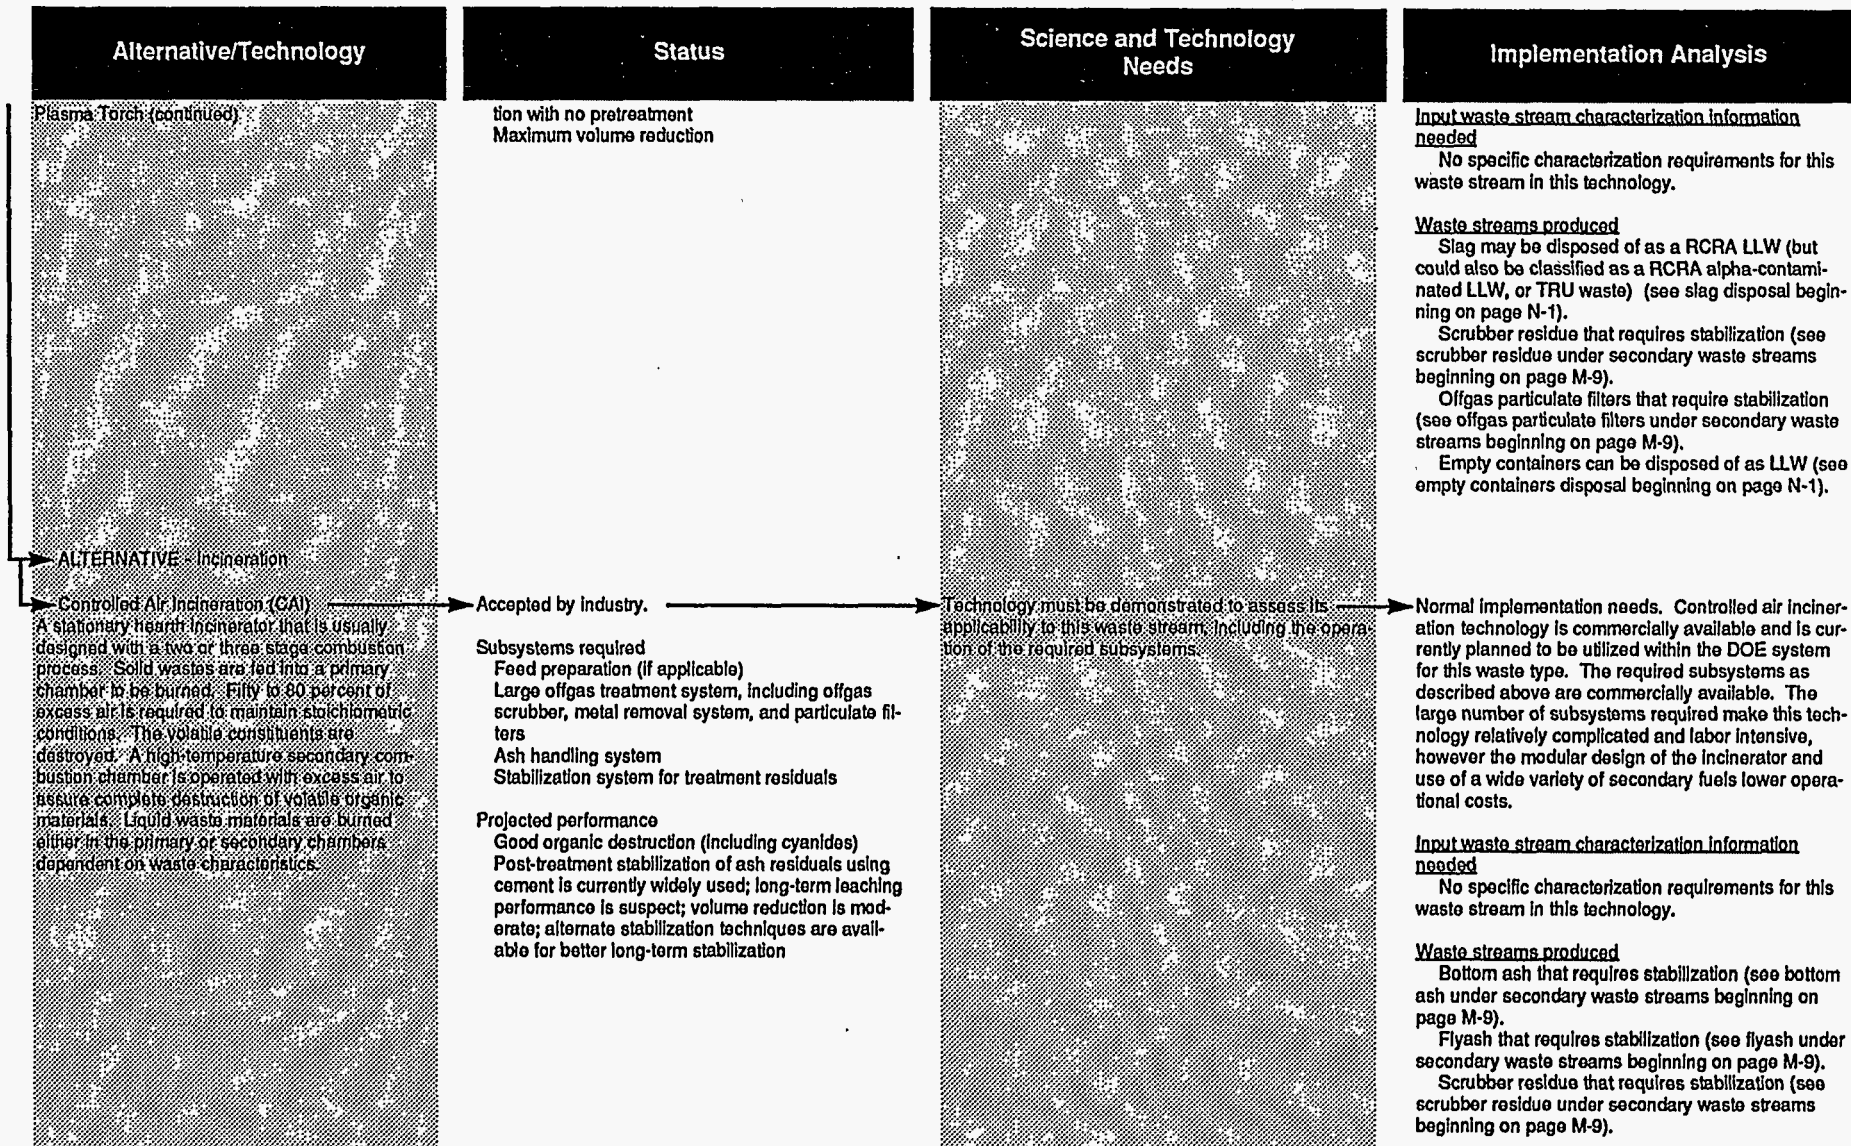 Alternative/Technology
Status
Science and Technology
Needs
Implementation Analysis
Plasma Torch (continued)
tion with no pretreatment
Maximum volume reduction
Input waste stream characterization information
needed
No specific characterization requirements for this
waste stream in this technology.
Waste streams produced
Slag may be disposed of as a RCRA LLW (but
could also be classified as a RCRA alpha-contami-
nated LLW, or TRU waste) (see slag disposal begin-
ning on page N-1).
Scrubber residue that requires stabilization (see
scrubber residue under secondary waste streams
beginning on page M-9).
Offgas particulate filters that require stabilization
(see offgas particulate filters under secondary waste
streams beginning on page M-9).
Empty containers can be disposed of as LLW (see
empty containers disposal beginning on page N-1).
ALTERNATIVE - Incineration
Controlled Air Incineration (CAI)
A stationary hearth incinerator that is usually
designed with a two or three stage combustion
process. Solid wastes are fed into a primary
chamber to be burned. Fifty to 80 percent of
excess air is required to maintain stoichiometric
conditions. The volatile constituents are
destroyed. A high-temperature secondary com-
bustion chamber is operated with excess air to
assure complete destruction of volatile organic
materials. Liquid waste materials are burned
either in the primary or secondary chambers
dependent on waste characteristics.
Accepted by industry.
Subsystems required
Feed preparation (if applicable)
Large offgas treatment system, including offgas
scrubber, metal removal system, and particulate fil-
ters
Ash handling system
Stabilization system for treatment residuals
Projected performance
Good organic destruction (including cyanides)
Post-treatment stabilization of ash residuals using
cement is currently widely used; long-term leaching
performance is suspect; volume reduction is mod-
erate; alternate stabilization techniques are avail-
able for better long-term stabilization
Technology must be demonstrated to assess its
applicability to this waste stream, including the opera-
tion of the required subsystems.
Normal implementation needs. Controlled air inciner-
ation technology is commercially available and is cur-
rently planned to be utilized within the DOE system
for this waste type. The required subsystems as
described above are commercially available. The
large number of subsystems required make this tech-
nology relatively complicated and labor intensive,
however the modular design of the incinerator and
use of a wide variety of secondary fuels lower opera-
tional costs.
Input waste stream characterization information
needed
No specific characterization requirements for this
waste stream in this technology.
Waste streams produced
Bottom ash that requires stabilization (see bottom
ash under secondary waste streams beginning on
page M-9).
Flyash that requires stabilization (see flyash under
secondary waste streams beginning on page M-9).
Scrubber residue that requires stabilization (see
scrubber residue under secondary waste streams
beginning on page M-9).